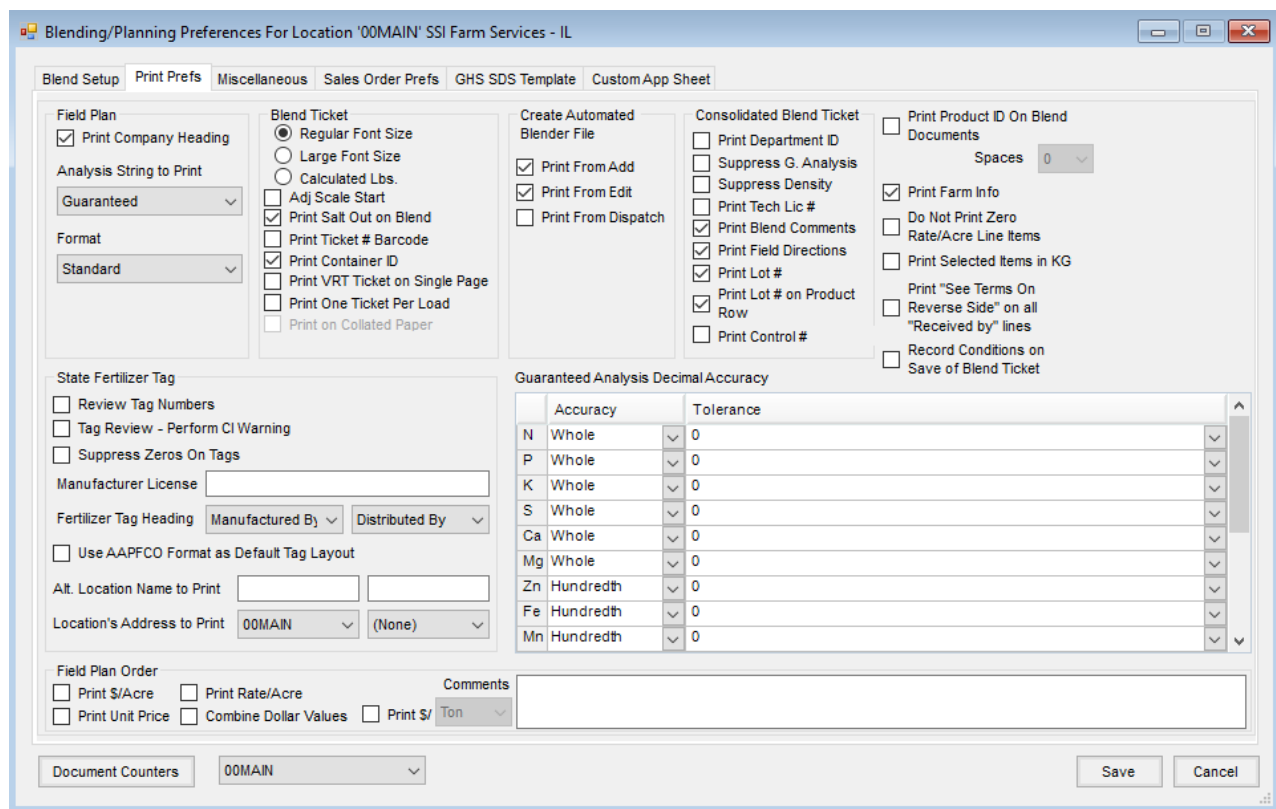 Blending/Planning Preferences For Location '00MAIN' SSI Farm Services - IL
Blend Setup Print Prefs Miscellaneous Sales Order Prefs GHS SDS Template Custom App Sheet
Field Plan
Print Company Heading
Analysis String to Print
Guaranteed
Format
Standard
Blend Ticket
Regular Font Size
Large Font Size
Calculated Lbs.
Adj Scale Start
Print Salt Out on Blend
Print Ticket # Barcode
Print Container ID
Print VRT Ticket on Single Page
Print One Ticket Per Load
Print on Collated Paper
Create Automated
Blender File
Print From Add
Print From Edit
Print From Dispatch
Consolidated Blend Ticket
Print Department ID
Suppress G. Analysis
Suppress Density
Print Tech Lic #
Print Blend Comments
Print Field Directions
Print Lot #
Print Lot # on Product
Row
Print Control #
Print Product ID On Blend
Documents
Spaces 0
Print Farm Info
Do Not Print Zero
Rate/Acre Line Items
Print Selected Items in KG
Print "See Terms On
Reverse Side" on all
"Received by" lines
Record Conditions on
Save of Blend Ticket
State Fertilizer Tag
Review Tag Numbers
Tag Review - Perform CI Warning
Suppress Zeros On Tags
Manufacturer License
Fertilizer Tag Heading Manufactured By Distributed By
Use AAPFCO Format as Default Tag Layout
Alt. Location Name to Print
Location's Address to Print 00MAIN (None)
Guaranteed Analysis Decimal Accuracy
Accuracy Tolerance
N Whole 0
P Whole 0
K Whole 0
S Whole 0
Ca Whole 0
Mg Whole 0
Zn Hundredth 0
Fe Hundredth 0
Mn Hundredth 0
Field Plan Order
Print $/Acre Print Rate/Acre
Print Unit Price Combine Dollar Values Print $/ Ton
Comments
Document Counters 00MAIN Save Cancel